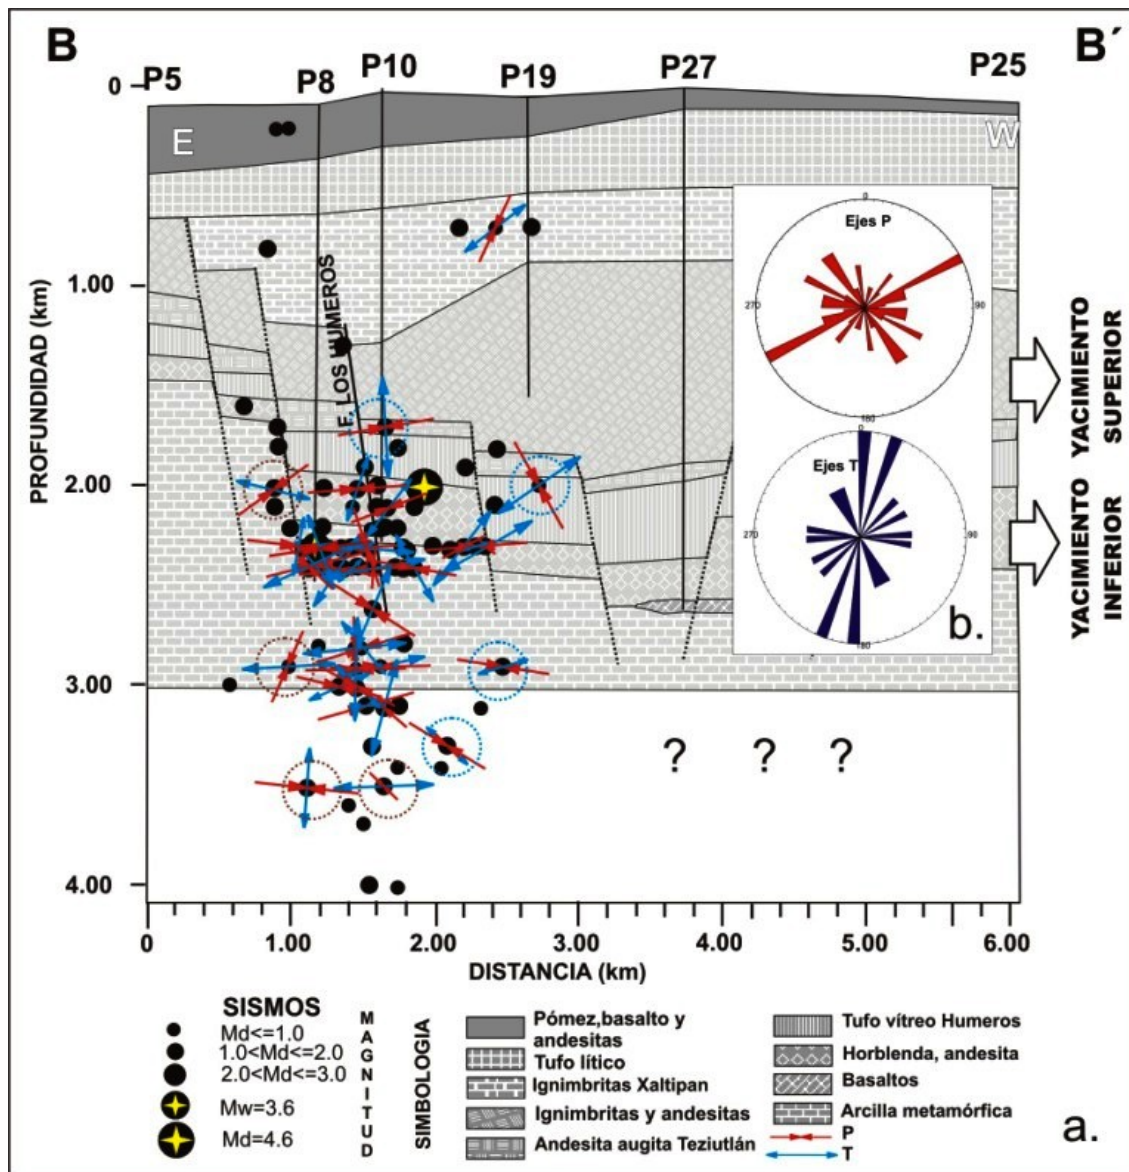 B
B´
P5
P8
P10
P19
P27
P25
E
W
PROFUNDIDAD (km)
0
1.00
2.00
3.00
4.00
F. LOS HUMEROS
0
Ejes P
270
90
180
0
Ejes T
270
90
180
b.
YACIMIENTO
SUPERIOR
YACIMIENTO
INFERIOR
? ? ?
0 1.00 2.00 3.00 4.00 5.00 6.00
DISTANCIA (km)
SISMOS
Md<=1.0
1.0<Md<=2.0
2.0<Md<=3.0
Mw=3.6
Md=4.6
MAGNITUD
SIMBOLOGIA
Pómez,basalto y
andesitas
Tufo lítico
Ignimbritas Xaltipan
Ignimbritas y andesitas
Andesita augita Teziutlán
Tufo vítreo Humeros
Horblenda, andesita
Basaltos
Arcilla metamórfica
P
T
a.